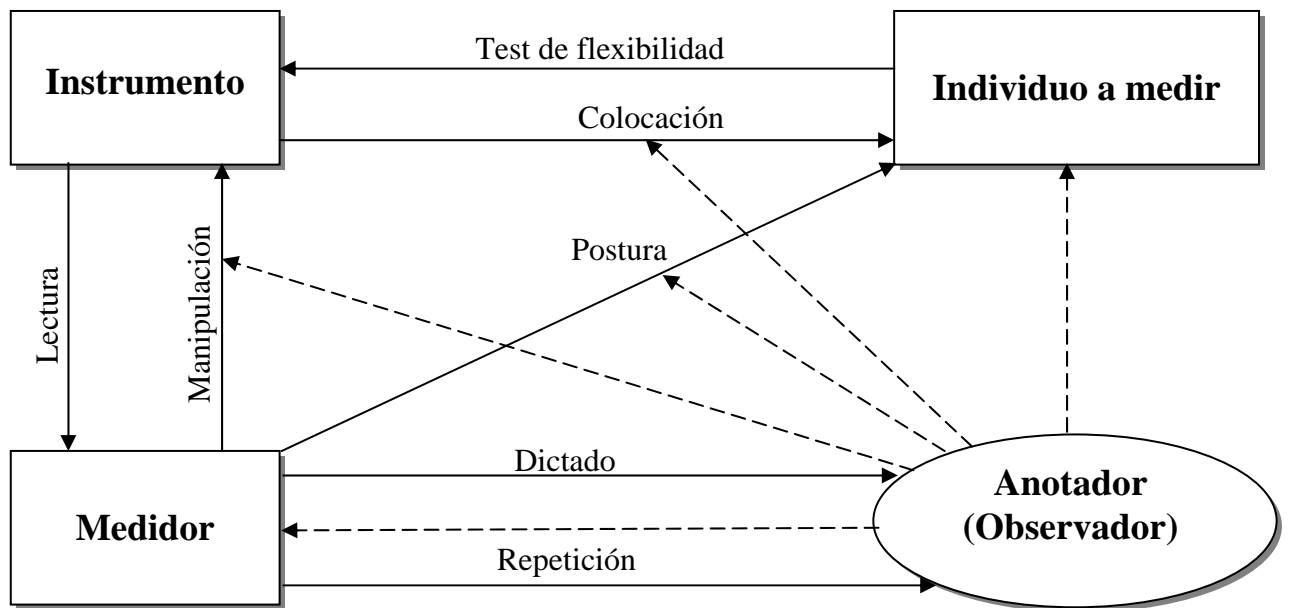 Test de flexibilidad
Instrumento
Individuo a medir
Colocación
Postura
Lectura
Manipulación
Dictado
Anotador
(Observador)
Medidor
Repetición